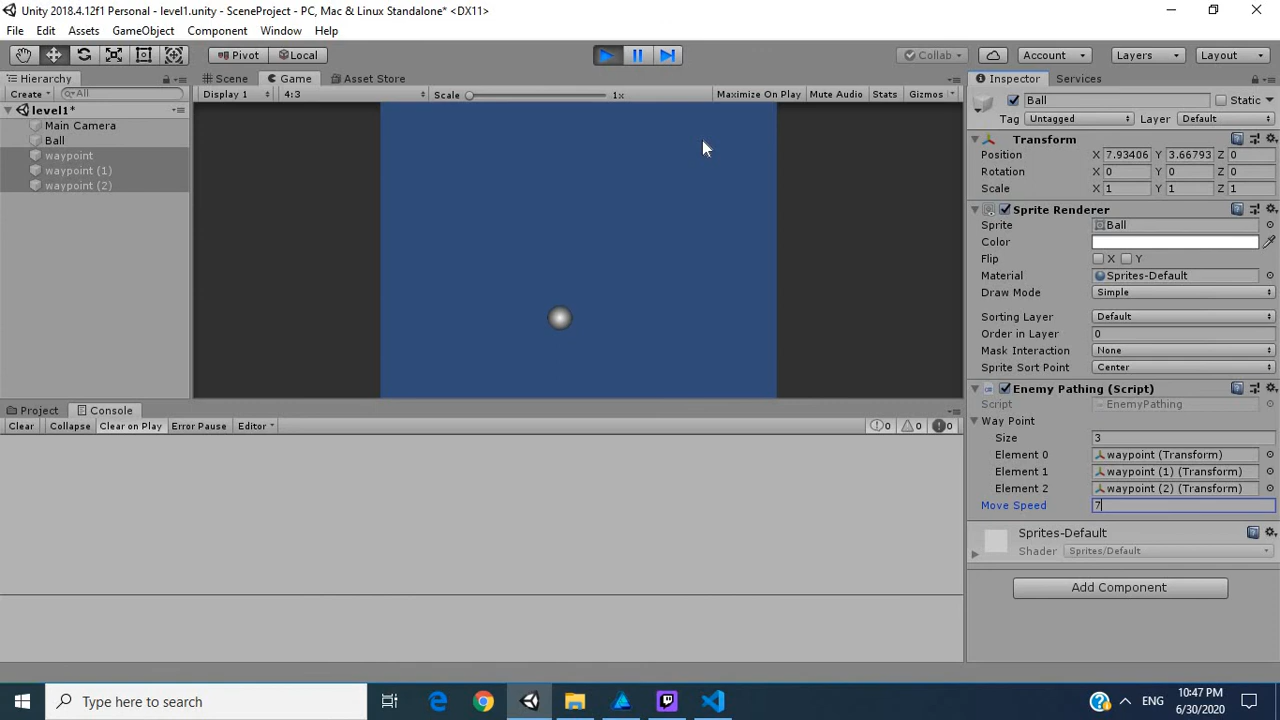 Unity 2018.4.12f1 Personal - level1.unity - SceneProject - PC, Mac & Linux Standalone* <DX11>
File Edit Assets GameObject Component Window Help
Pivot Local Collab Account Layers Layout
Hierarchy Scene Game Asset Store Inspector Services
Create All Display 1 4:3 Scale 1x Maximize On Play Mute Audio Stats Gizmos
Ball Static
Tag Untagged Layer Default
level1*
Main Camera
Ball
waypoint
waypoint (1)
waypoint (2)
Transform
Position X 7.93406 Y 3.66793 Z 0
Rotation X 0 Y 0 Z 0
Scale X 1 Y 1 Z 1
Sprite Renderer
Sprite Ball
Color
Flip X Y
Material Sprites-Default
Draw Mode Simple
Sorting Layer Default
Order in Layer 0
Mask Interaction None
Sprite Sort Point Center
Enemy Pathing (Script)
Script EnemyPathing
Way Point
Size 3
Element 0 waypoint (Transform)
Element 1 waypoint (1) (Transform)
Element 2 waypoint (2) (Transform)
Move Speed 7
Sprites-Default
Shader Sprites/Default
Add Component
Project Console
Clear Collapse Clear on Play Error Pause Editor 0 0 0
Type here to search
ENG
10:47 PM
6/30/2020